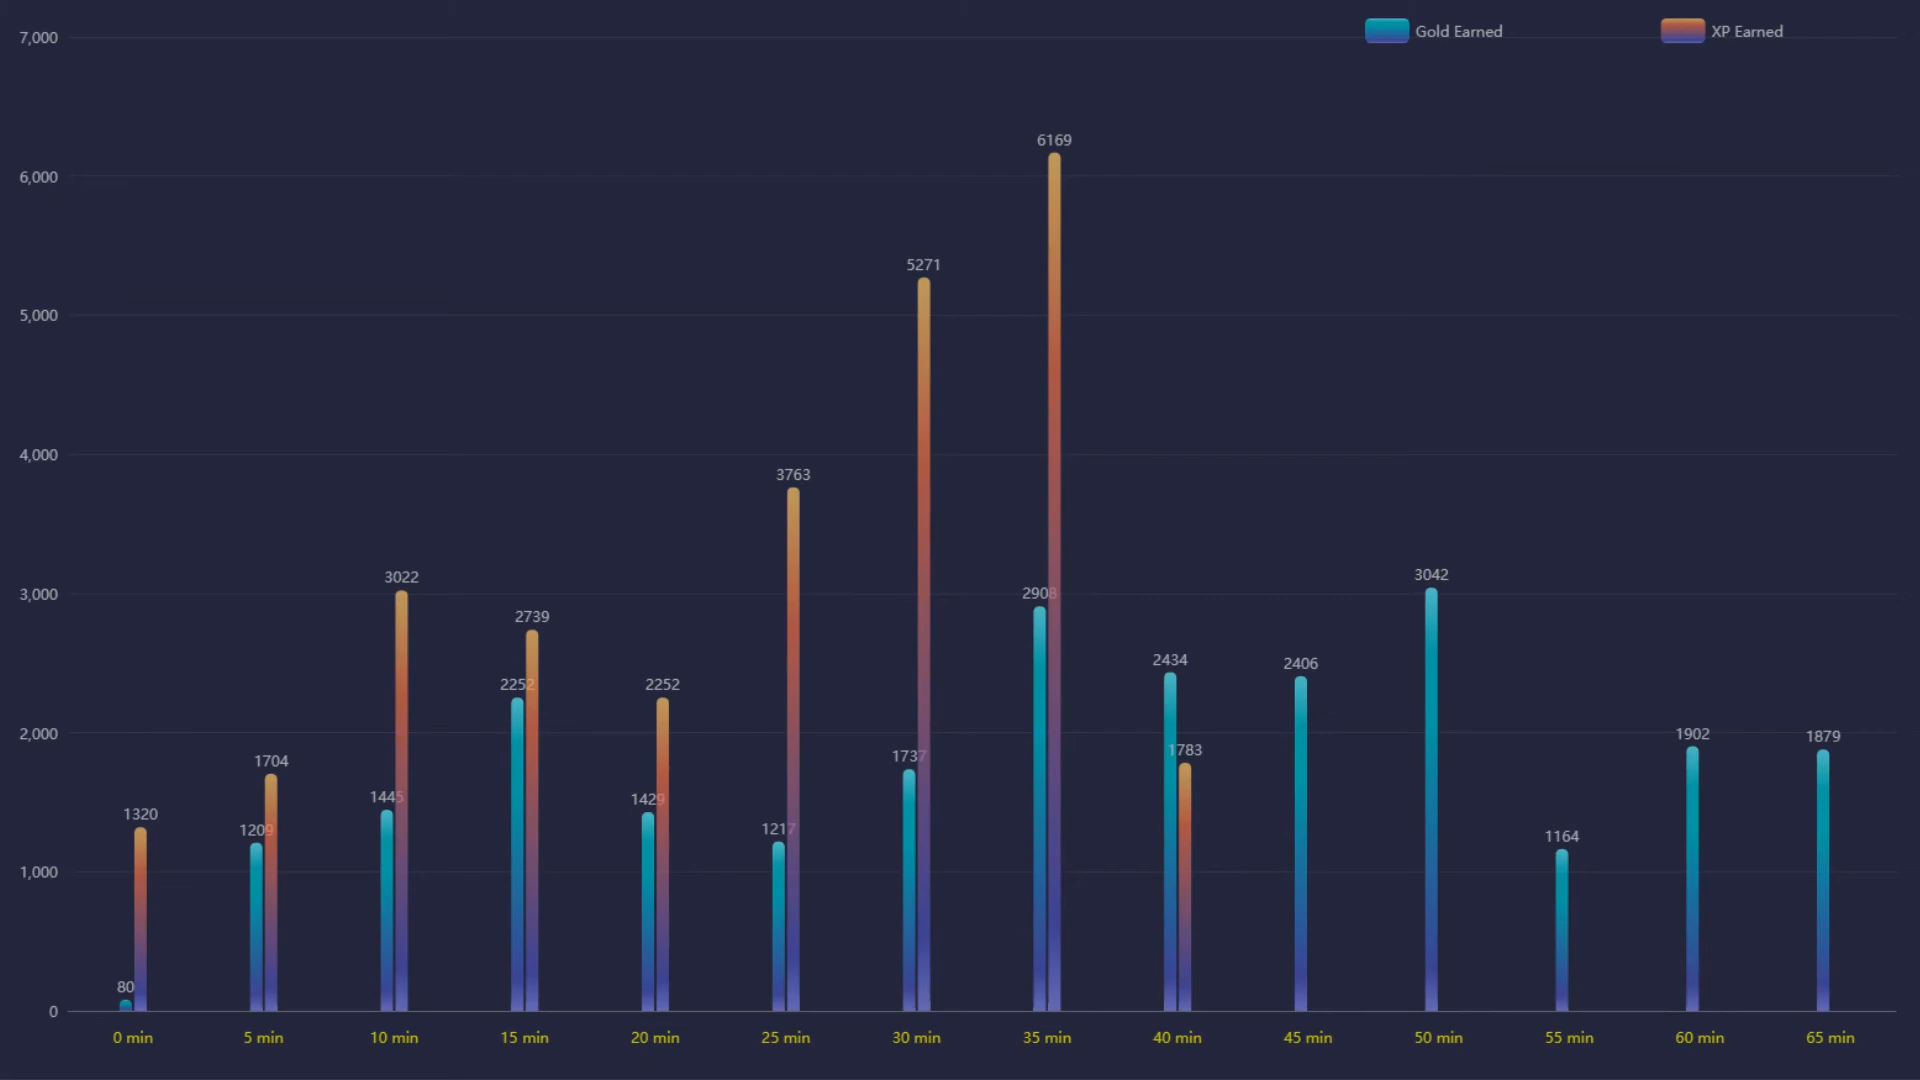 Gold Earned
XP Earned
7,000
6,000
5,000
4,000
3,000
2,000
1,000
0
80
1320
1209
1704
1445
3022
2252
2739
1429
2252
1217
3763
1737
5271
2908
6169
2434
1783
2406
3042
1164
1902
1879
0 min
5 min
10 min
15 min
20 min
25 min
30 min
35 min
40 min
45 min
50 min
55 min
60 min
65 min